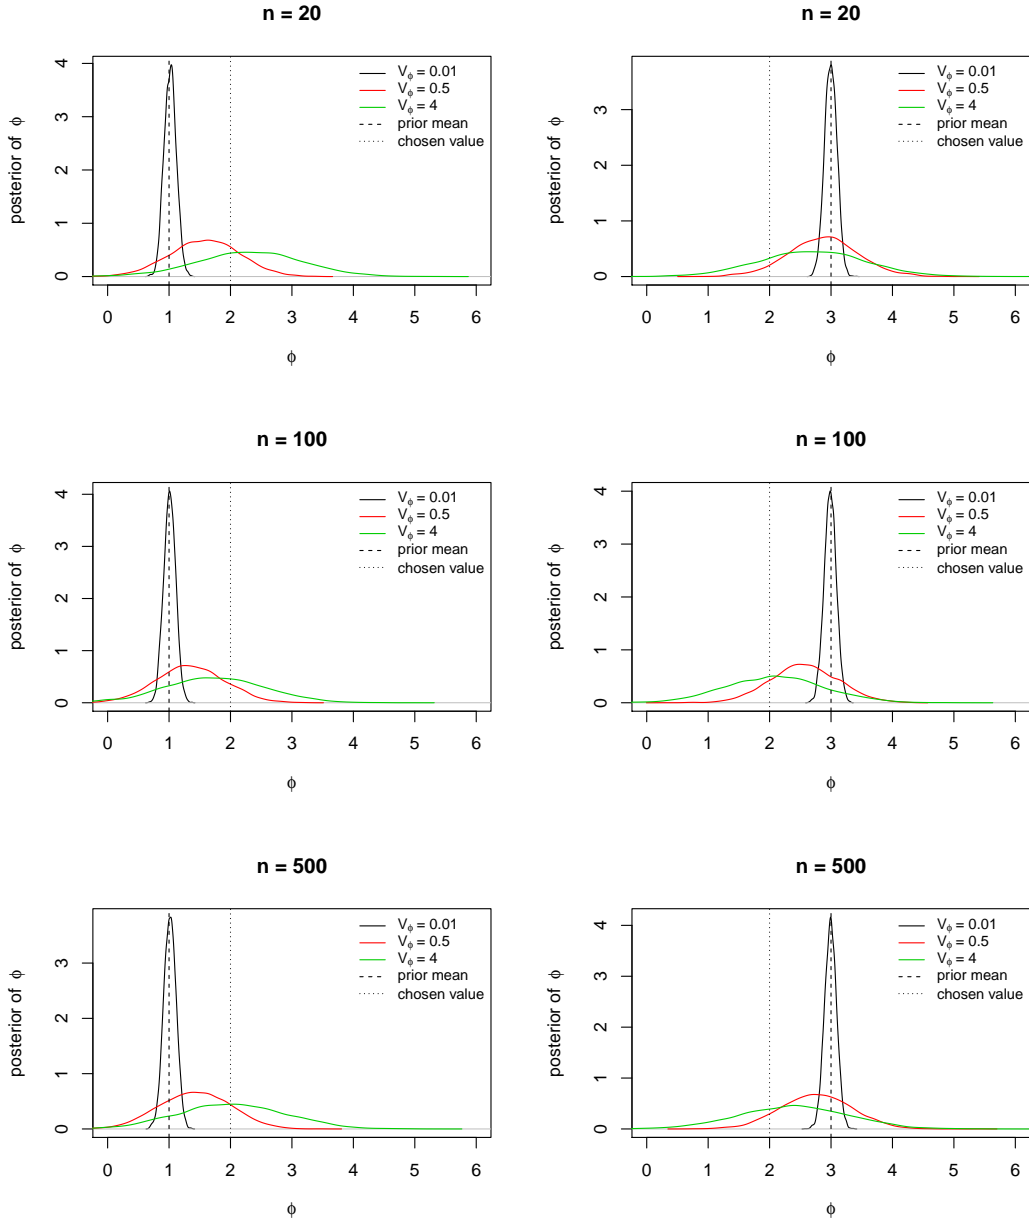 n = 20
posterior of ϕ
0 1 2 3 4
V_ϕ = 0.01
V_ϕ = 0.5
V_ϕ = 4
prior mean
chosen value
0 1 2 3 4 5 6
ϕ
n = 20
posterior of ϕ
0 1 2 3
V_ϕ = 0.01
V_ϕ = 0.5
V_ϕ = 4
prior mean
chosen value
0 1 2 3 4 5 6
ϕ
n = 100
posterior of ϕ
0 1 2 3 4
V_ϕ = 0.01
V_ϕ = 0.5
V_ϕ = 4
prior mean
chosen value
0 1 2 3 4 5 6
ϕ
n = 100
posterior of ϕ
0 1 2 3 4
V_ϕ = 0.01
V_ϕ = 0.5
V_ϕ = 4
prior mean
chosen value
0 1 2 3 4 5 6
ϕ
n = 500
posterior of ϕ
0 1 2 3
V_ϕ = 0.01
V_ϕ = 0.5
V_ϕ = 4
prior mean
chosen value
0 1 2 3 4 5 6
ϕ
n = 500
posterior of ϕ
0 1 2 3 4
V_ϕ = 0.01
V_ϕ = 0.5
V_ϕ = 4
prior mean
chosen value
0 1 2 3 4 5 6
ϕ